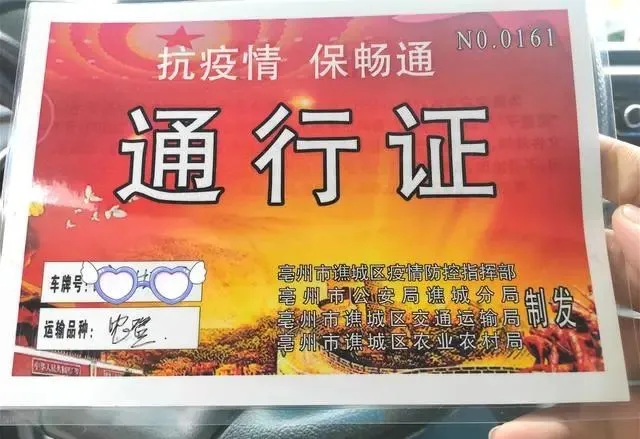 NO.0161
抗疫情 保畅通
通行证
车牌号:
运输品种:
亳州市谯城区疫情防控指挥部
亳州市公安局谯城分局
亳州市谯城区交通运输局
亳州市谯城区农业农村局
制发